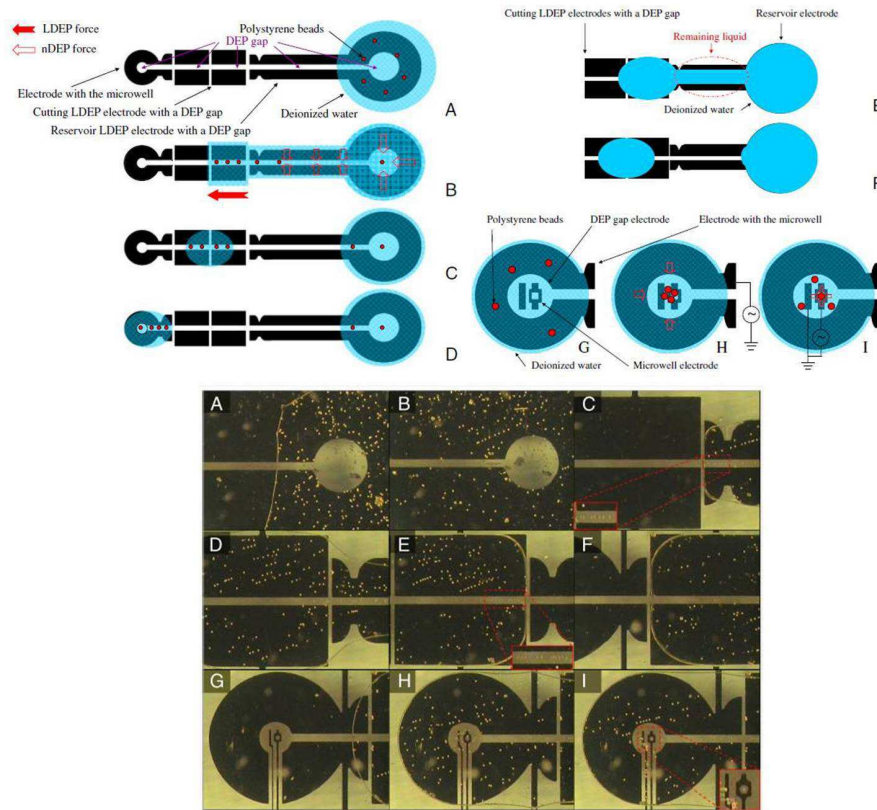 LDEP force
nDEP force
Polystyrene beads
DEP gap
Electrode with the microwell
Cutting LDEP electrode with a DEP gap
Reservoir LDEP electrode with a DEP gap
Deionized water
A
B
C
D
Cutting LDEP electrodes with a DEP gap
Reservoir electrode
Remaining liquid
Deionized water
E
F
Polystyrene beads
DEP gap electrode
Electrode with the microwell
G
H
I
Deionized water
Microwell electrode
A
B
C
D
E
F
G
H
I